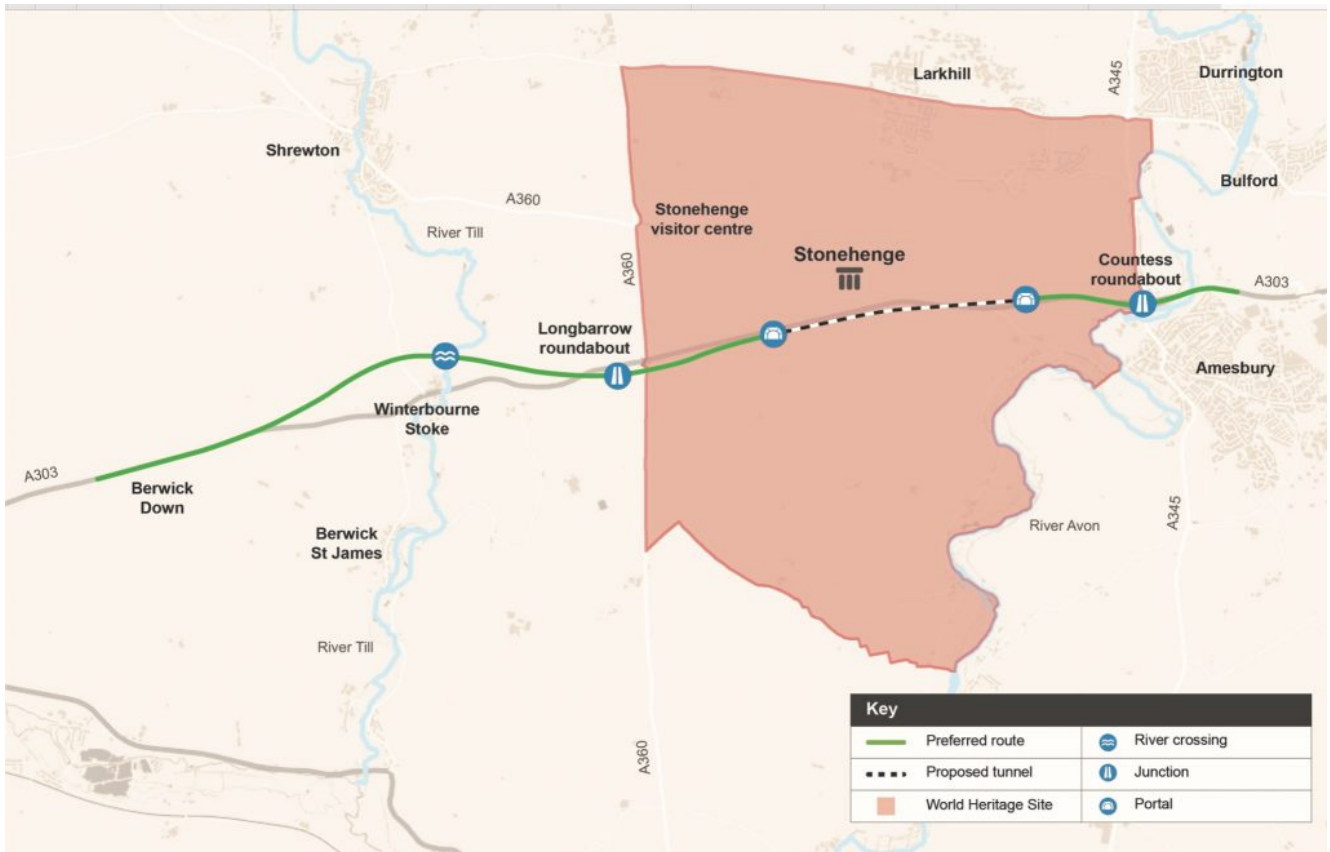 Larkhill
A345
Durrington
Shrewton
A360
Bulford
River Till
Stonehenge
visitor centre
A360
Stonehenge
Countess
roundabout
A303
Longbarrow
roundabout
Amesbury
Winterbourne
Stoke
A303
Berwick
Down
Berwick
St James
River Avon
A345
River Till
A360
Key
Preferred route
River crossing
Proposed tunnel
Junction
World Heritage Site
Portal